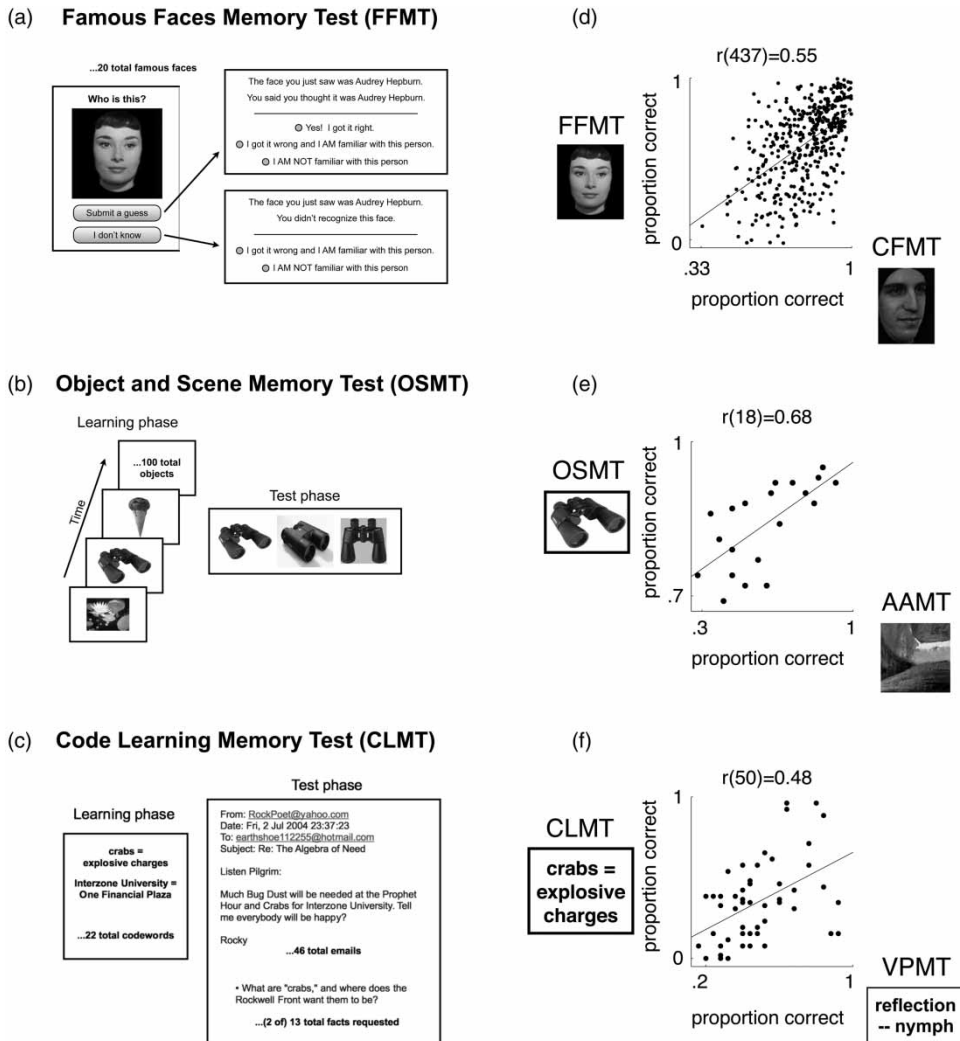 (a) Famous Faces Memory Test (FFMT)
...20 total famous faces
Who is this?
Submit a guess
I don't know
The face you just saw was Audrey Hepburn.
You said you thought it was Audrey Hepburn.
Yes! I got it right.
I got it wrong and I AM familiar with this person.
I AM NOT familiar with this person
The face you just saw was Audrey Hepburn.
You didn't recognize this face.
I got it wrong and I AM familiar with this person.
I AM NOT familiar with this person
(d)
r(437)=0.55
FFMT
proportion correct
1
0
.33
1
proportion correct
CFMT
(b) Object and Scene Memory Test (OSMT)
Learning phase
...100 total
objects
Time
Test phase
(e)
r(18)=0.68
OSMT
proportion correct
1
.7
.3
1
proportion correct
AAMT
(c) Code Learning Memory Test (CLMT)
Learning phase
crabs =
explosive charges
Interzone University =
One Financial Plaza
...22 total codewords
Test phase
From: RockPoet@yahoo.com
Date: Fri, 2 Jul 2004 23:37:23
To: earthshoe112255@hotmail.com
Subject: Re: The Algebra of Need
Listen Pilgrim:
Much Bug Dust will be needed at the Prophet
Hour and Crabs for Interzone University. Tell
me everybody will be happy?
Rocky
...46 total emails
• What are "crabs," and where does the
Rockwell Front want them to be?
...(2 of) 13 total facts requested
(f)
r(50)=0.48
CLMT
crabs =
explosive
charges
proportion correct
1
0
.2
1
proportion correct
VPMT
reflection
-- nymph